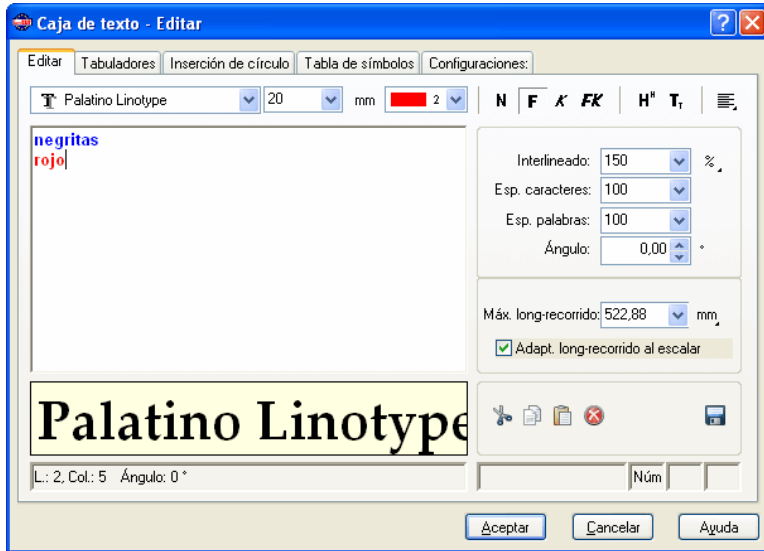 Caja de texto - Editar
Editar Tabuladores Inserción de círculo Tabla de símbolos Configuraciones:
Palatino Linotype 20 mm 2 N F K FK H^H T_T
negritas
rojo
Interlineado: 150 %
Esp. caracteres: 100
Esp. palabras: 100
Ángulo: 0,00 °
Máx. long-recorrido: 522,88 mm
Adapt. long-recorrido al escalar
Palatino Linotype
L.: 2, Col.: 5 Ángulo: 0 °
Núm
Aceptar Cancelar Ayuda